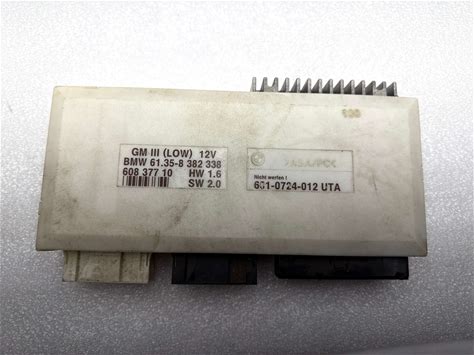 GM III (LOW) 12V
BMW 61.35-8 382 338
608 377 10 HW 1.6
SW 2.0
Nicht werfen !
601-0724-012 UTA